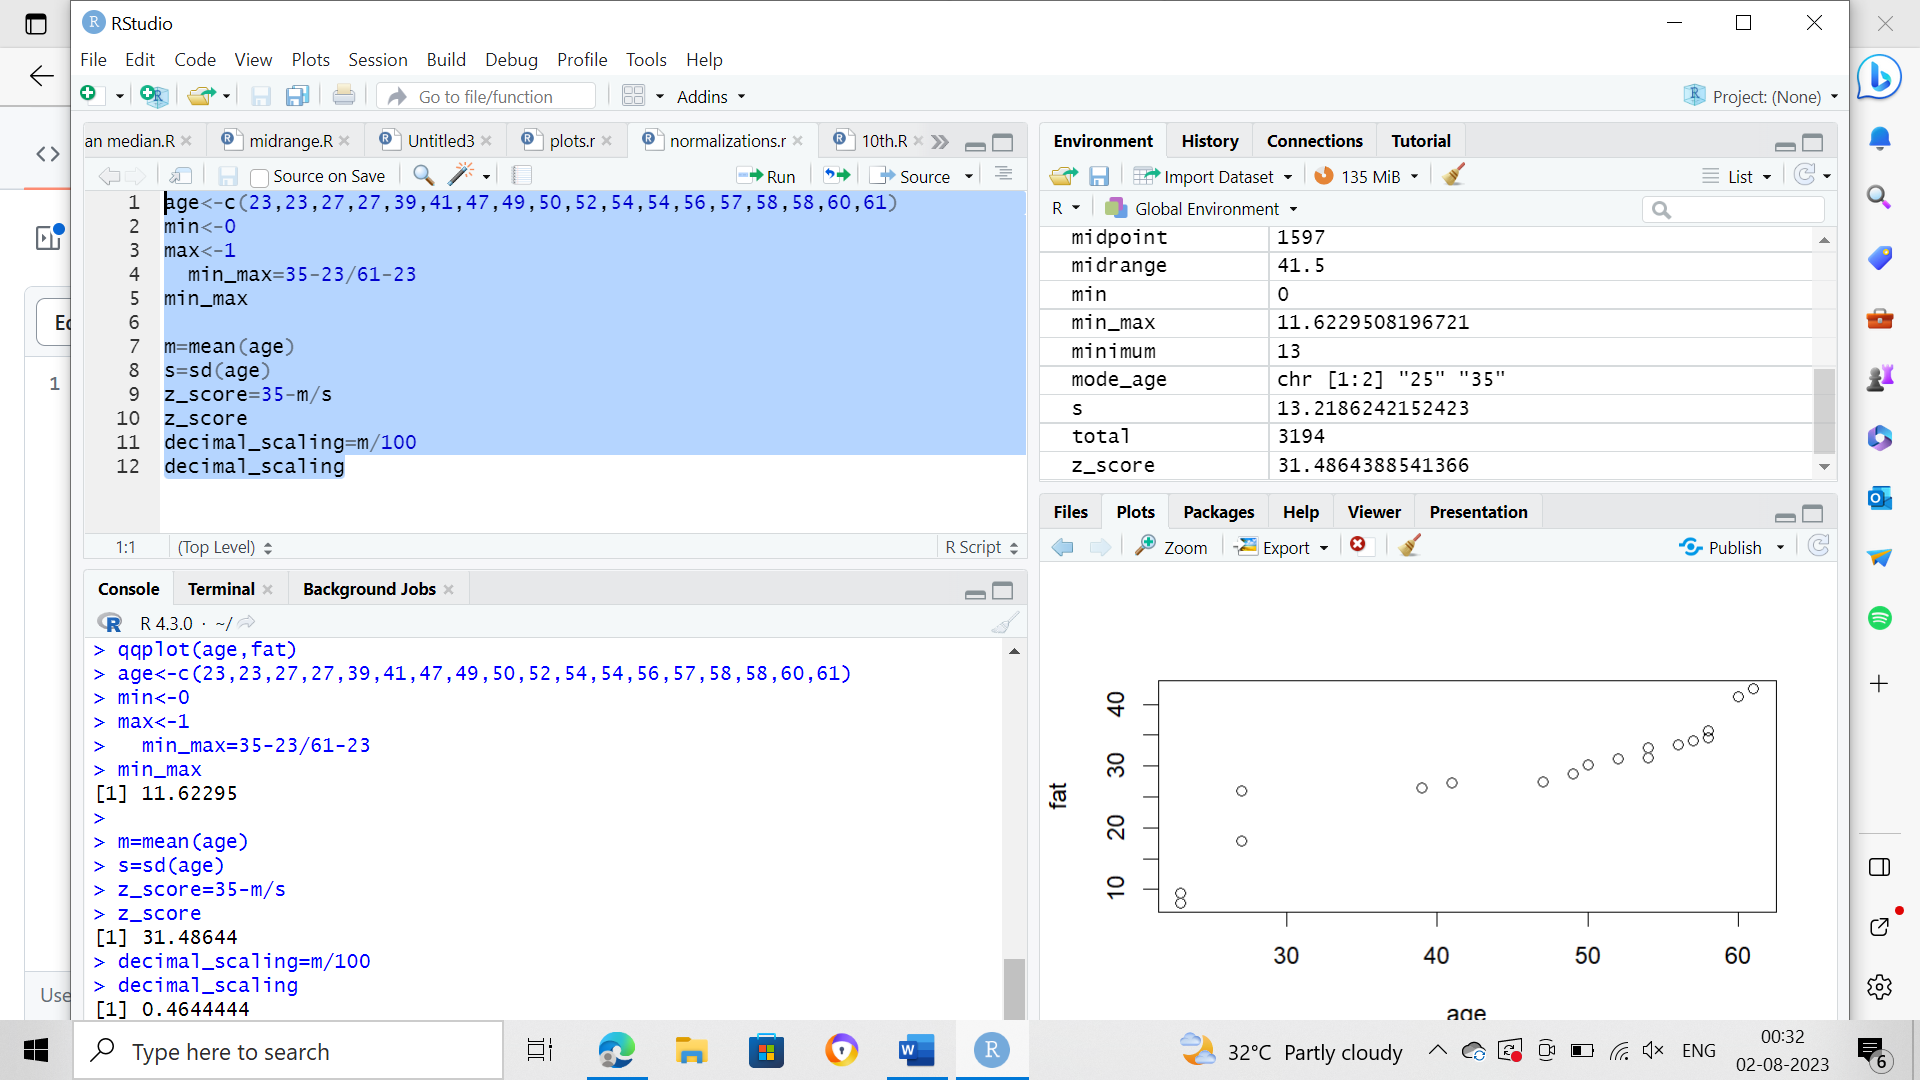 RStudio
File Edit Code View Plots Session Build Debug Tools Profile Tools Help
Go to file/function Addins Project: (None)
an median.R midrange.R Untitled3 plots.r normalizations.r 10th.R
Source on Save Run Source
1 age<-c(23,23,27,27,39,41,47,49,50,52,54,54,56,57,58,58,60,61)
2 min<-0
3 max<-1
4 min_max=35-23/61-23
5 min_max
6
7 m=mean(age)
8 s=sd(age)
9 z_score=35-m/s
10 z_score
11 decimal_scaling=m/100
12 decimal_scaling
1:1 (Top Level) R Script
Console Terminal Background Jobs
R R 4.3.0 · ~/
> qqplot(age,fat)
> age<-c(23,23,27,27,39,41,47,49,50,52,54,54,56,57,58,58,60,61)
> min<-0
> max<-1
> min_max=35-23/61-23
> min_max
[1] 11.62295
>
> m=mean(age)
> s=sd(age)
> z_score=35-m/s
> z_score
[1] 31.48644
> decimal_scaling=m/100
> decimal_scaling
[1] 0.4644444
Environment History Connections Tutorial
Import Dataset 135 MiB List
R Global Environment
midpoint 1597
midrange 41.5
min 0
min_max 11.6229508196721
minimum 13
mode_age chr [1:2] "25" "35"
s 13.2186242152423
total 3194
z_score 31.4864388541366
Files Plots Packages Help Viewer Presentation
Zoom Export Publish
fat
40
30
20
10
30 40 50 60
age
Ec
1
Use
Type here to search
32°C Partly cloudy ENG
00:32
02-08-2023
6